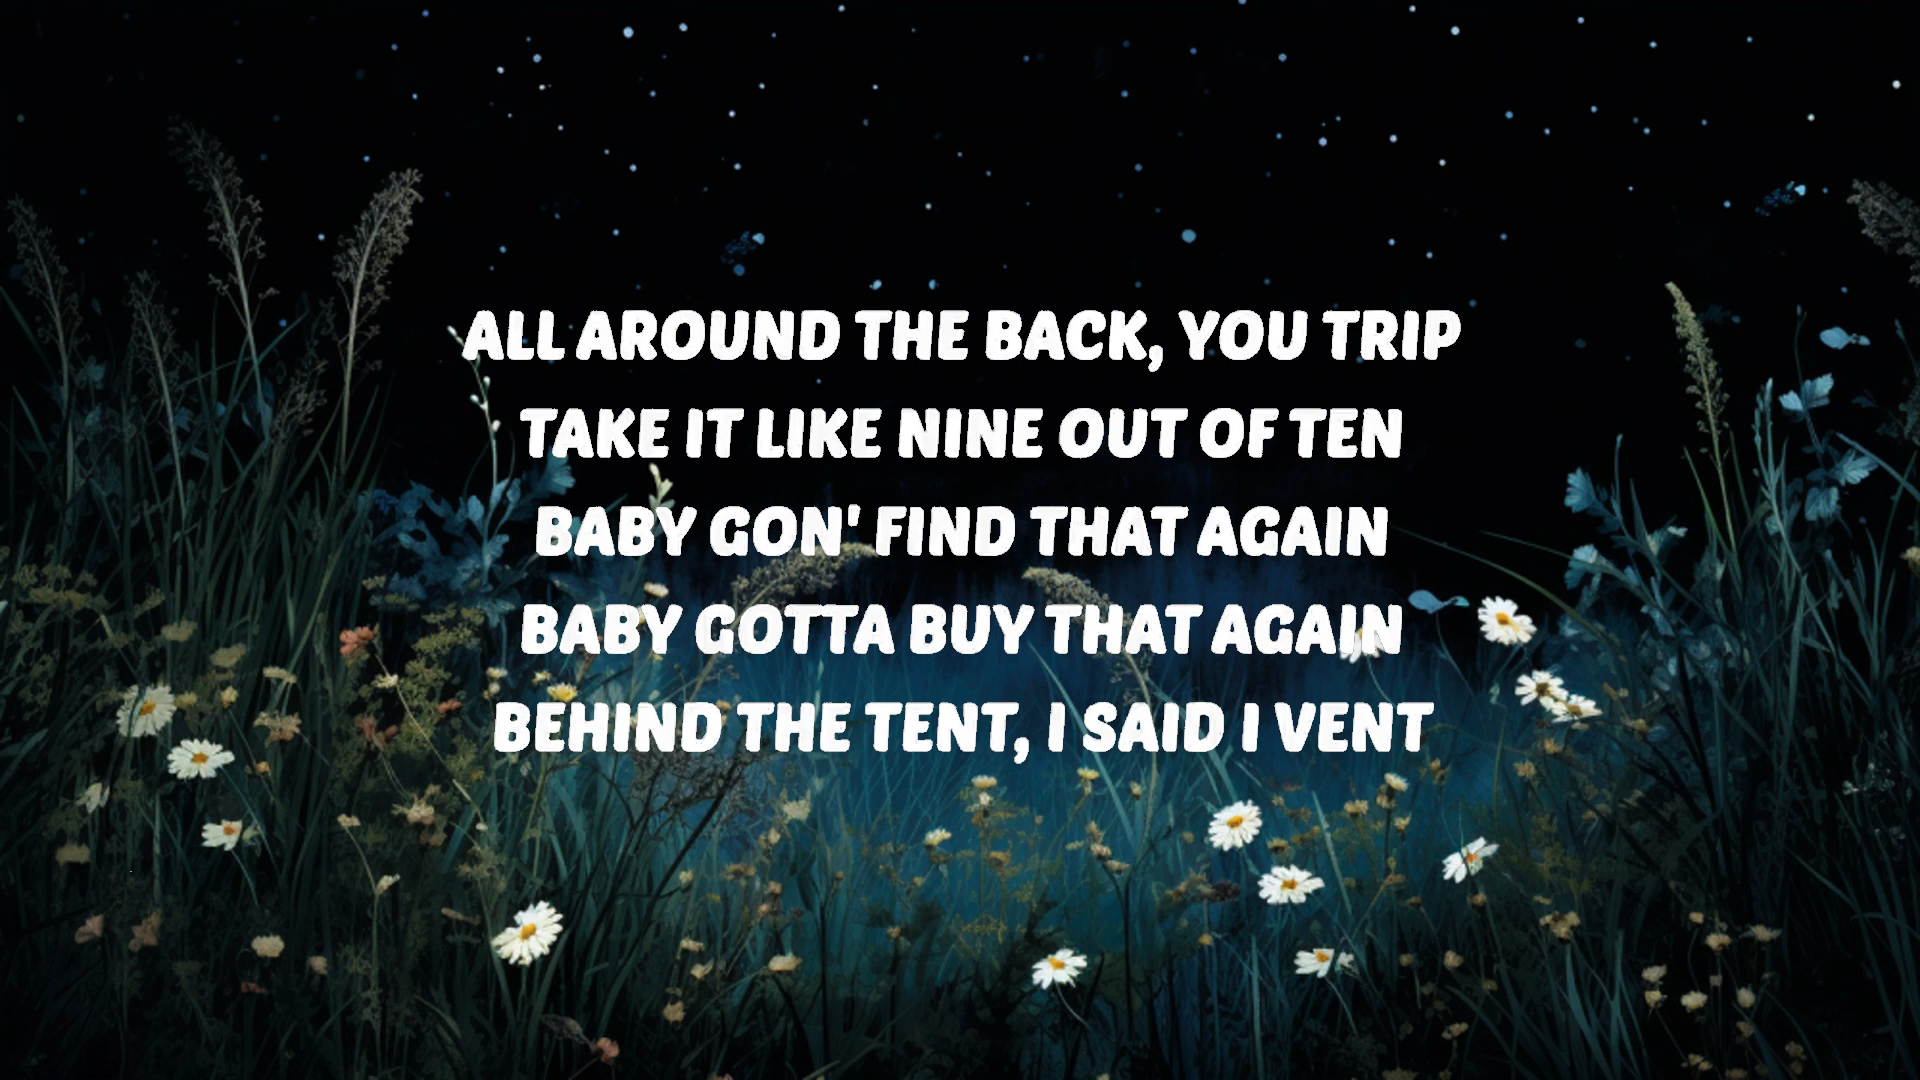 ALL AROUND THE BACK, YOU TRIP
TAKE IT LIKE NINE OUT OF TEN
BABY GON' FIND THAT AGAIN
BABY GOTTA BUY THAT AGAIN
BEHIND THE TENT, I SAID I VENT